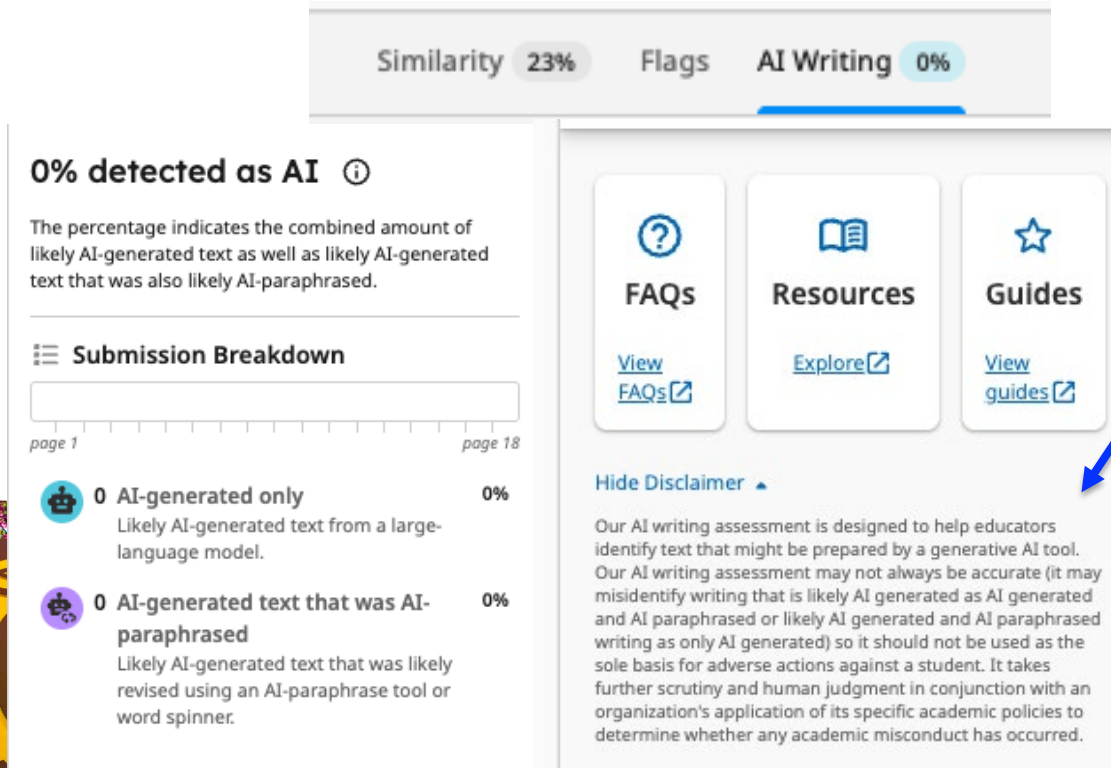 Similarity 23% Flags AI Writing 0%
0% detected as AI
The percentage indicates the combined amount of
likely AI-generated text as well as likely AI-generated
text that was also likely AI-paraphrased.
Submission Breakdown
page 1 page 18
0 AI-generated only 0%
Likely AI-generated text from a large-
language model.
0 AI-generated text that was AI- 0%
paraphrased
Likely AI-generated text that was likely
revised using an AI-paraphrase tool or
word spinner.
FAQs Resources Guides
View Explore View
FAQs guides
Hide Disclaimer
Our AI writing assessment is designed to help educators
identify text that might be prepared by a generative AI tool.
Our AI writing assessment may not always be accurate (it may
misidentify writing that is likely AI generated as AI generated
and AI paraphrased or likely AI generated and AI paraphrased
writing as only AI generated) so it should not be used as the
sole basis for adverse actions against a student. It takes
further scrutiny and human judgment in conjunction with an
organization's application of its specific academic policies to
determine whether any academic misconduct has occurred.